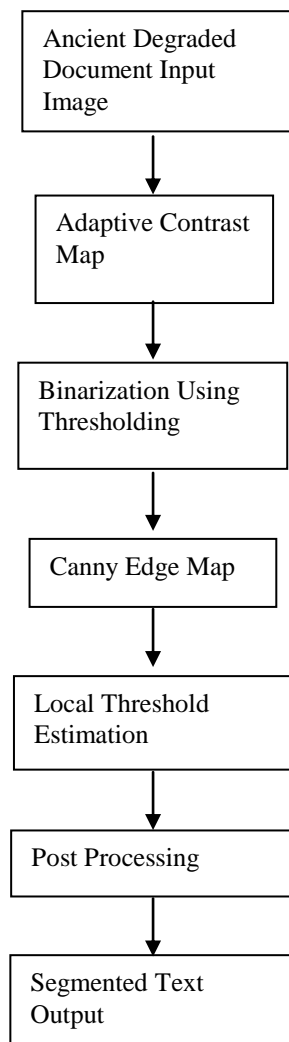 Ancient Degraded
Document Input
Image
Adaptive Contrast
Map
Binarization Using
Thresholding
Canny Edge Map
Local Threshold
Estimation
Post Processing
Segmented Text
Output